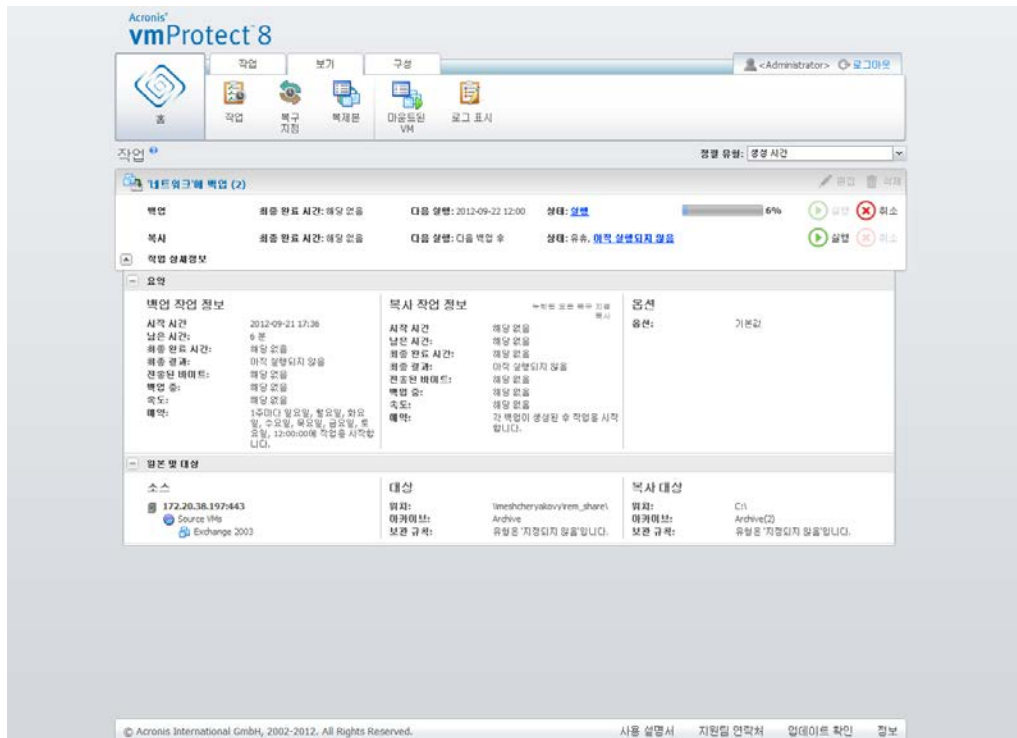 Acronis®
vmProtect 8
작업 보기 구성
<Administrator> 로그아웃
홈
작업
복구 지점
복제본
마운트된 VM
로그 표시
작업
정렬 유형: 생성 시간
'네트워크'에 백업 (2)
편집 삭제
백업 최종 완료 시간: 해당 없음 다음 실행: 2012-09-22 12:00 상태: 실행 6% 실행 취소
복사 최종 완료 시간: 해당 없음 다음 실행: 다음 백업 후 상태: 유휴, 아직 실행되지 않음 실행 취소
작업 상세정보
요약
백업 작업 정보
시작 시간 2012-09-21 17:36
남은 시간: 6 분
최종 완료 시간: 해당 없음
최종 결과: 아직 실행되지 않음
전송된 바이트: 해당 없음
백업 중: 해당 없음
속도: 해당 없음
예약: 1주마다 일요일, 월요일, 화요
일, 수요일, 목요일, 금요일, 토
요일, 12:00:00에 작업을 시작합
니다.
복사 작업 정보
시작 시간 해당 없음
남은 시간: 해당 없음
최종 완료 시간: 해당 없음
최종 결과: 아직 실행되지 않음
전송된 바이트: 해당 없음
백업 중: 해당 없음
속도: 해당 없음
예약: 각 백업이 생성된 후 작업을 시작
합니다.
옵션
옵션: 기본값
원본 및 대상
소스
172.20.38.197:443
Source VMs
Exchange 2003
대상
위치: \\meshcheryakovv\rem_share\
아카이브: Archive
보관 규칙: 유형은 '지정되지 않음'입니다.
복사 대상
위치: C:\
아카이브: Archive(2)
보관 규칙: 유형은 '지정되지 않음'입니다.
© Acronis International GmbH, 2002-2012. All Rights Reserved.
사용 설명서 지원팀 연락처 업데이트 확인 정보